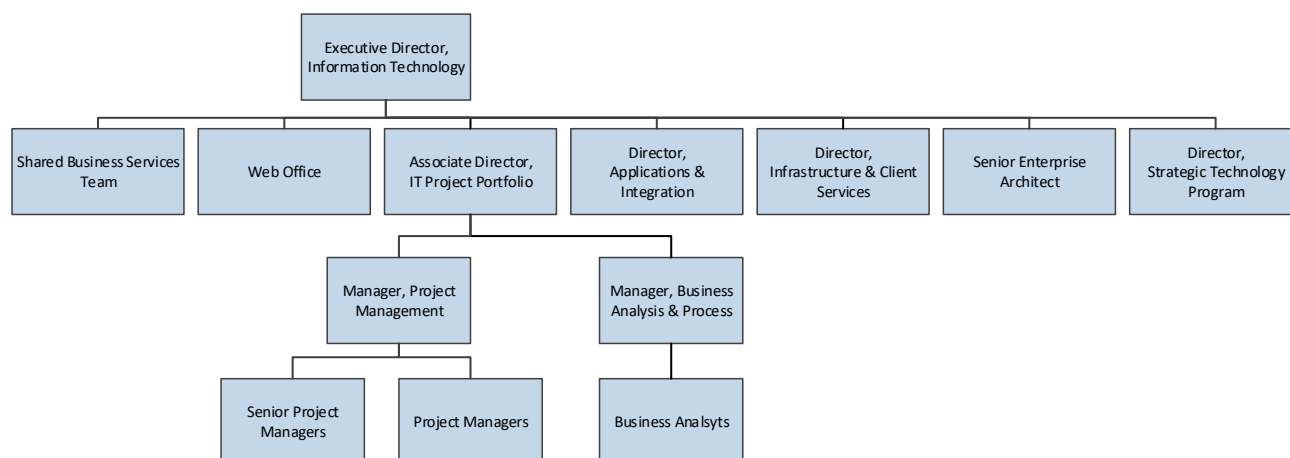 Executive Director,
Information Technology
Shared Business Services
Team
Web Office
Associate Director,
IT Project Portfolio
Director,
Applications &
Integration
Director,
Infrastructure & Client
Services
Senior Enterprise
Architect
Director,
Strategic Technology
Program
Manager, Project
Management
Manager, Business
Analysis & Process
Senior Project
Managers
Project Managers
Business Analsyts